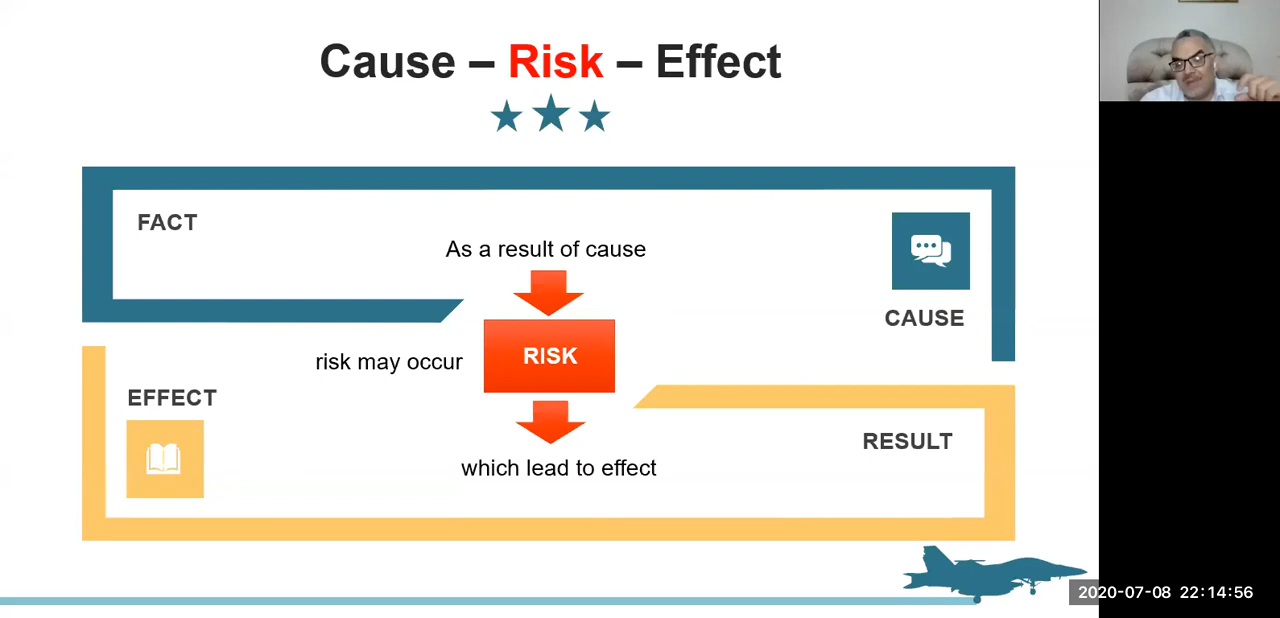 Cause – Risk – Effect
FACT
As a result of cause
CAUSE
risk may occur
RISK
EFFECT
RESULT
which lead to effect
2020-07-08 22:14:56